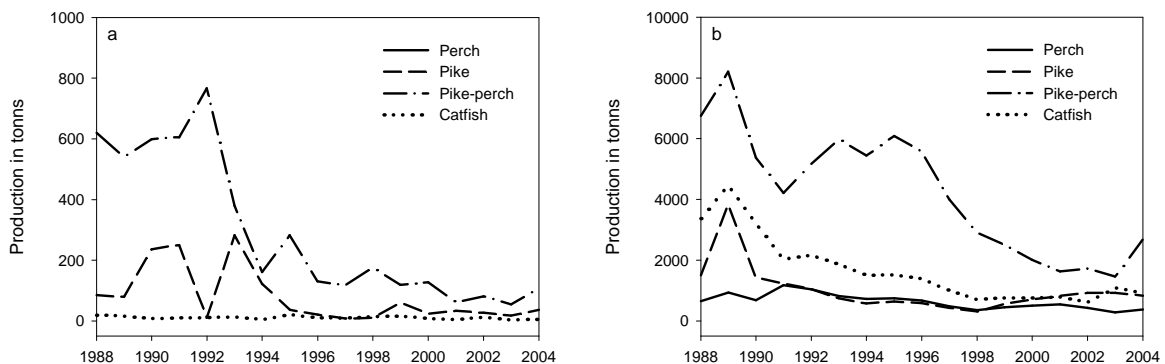 Production in tonns
1000
800
600
400
200
0
a
Perch
Pike
Pike-perch
Catfish
1988 1990 1992 1994 1996 1998 2000 2002 2004
Production in tonns
10000
8000
6000
4000
2000
0
b
Perch
Pike
Pike-perch
Catfish
1988 1990 1992 1994 1996 1998 2000 2002 2004